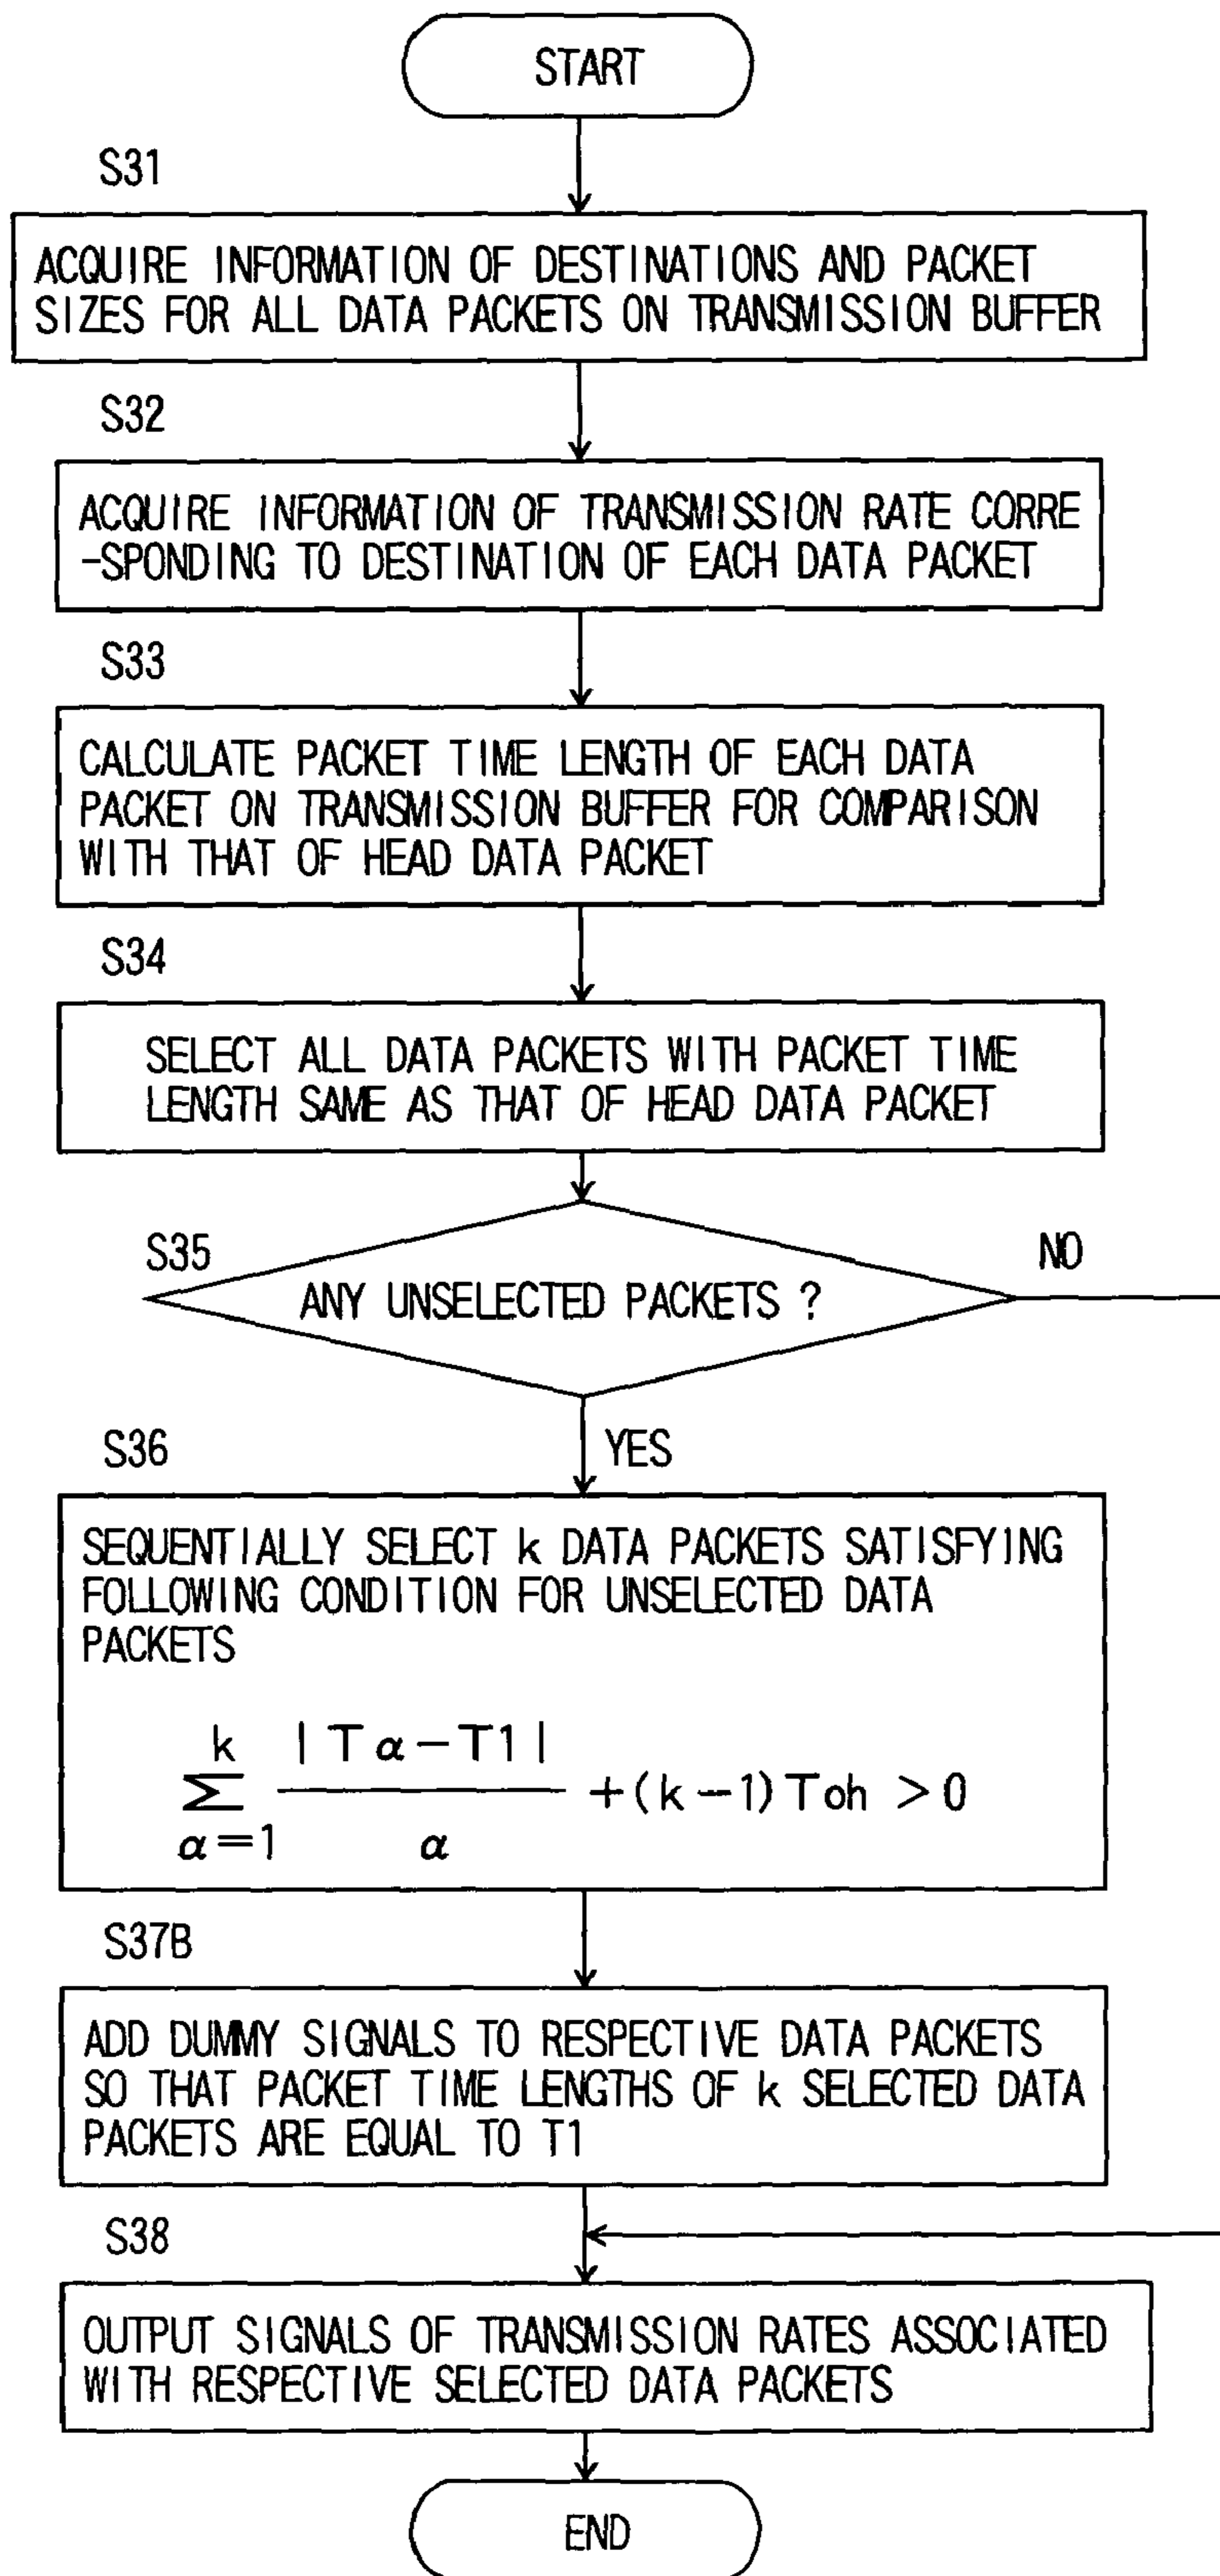 START
S31
ACQUIRE INFORMATION OF DESTINATIONS AND PACKET
SIZES FOR ALL DATA PACKETS ON TRANSMISSION BUFFER
S32
ACQUIRE INFORMATION OF TRANSMISSION RATE CORRE
-SPONDING TO DESTINATION OF EACH DATA PACKET
S33
CALCULATE PACKET TIME LENGTH OF EACH DATA
PACKET ON TRANSMISSION BUFFER FOR COMPARISON
WITH THAT OF HEAD DATA PACKET
S34
SELECT ALL DATA PACKETS WITH PACKET TIME
LENGTH SAME AS THAT OF HEAD DATA PACKET
S35
NO
ANY UNSELECTED PACKETS ?
S36
YES
SEQUENTIALLY SELECT k DATA PACKETS SATISFYING
FOLLOWING CONDITION FOR UNSELECTED DATA
PACKETS
k |Tα-T1|
Σ +(k-1)Toh >0
α=1 α
S37B
ADD DUMMY SIGNALS TO RESPECTIVE DATA PACKETS
SO THAT PACKET TIME LENGTHS OF k SELECTED DATA
PACKETS ARE EQUAL TO T1
S38
OUTPUT SIGNALS OF TRANSMISSION RATES ASSOCIATED
WITH RESPECTIVE SELECTED DATA PACKETS
END